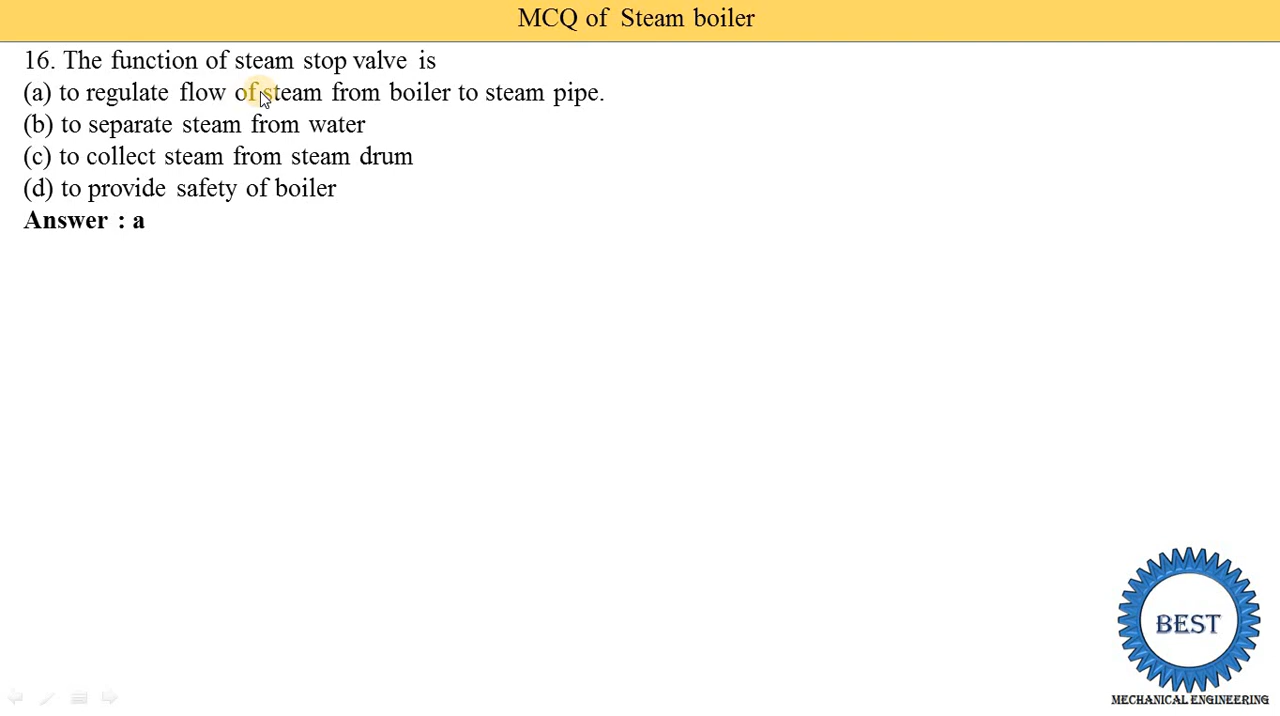 MCQ of Steam boiler
16. The function of steam stop valve is
(a) to regulate flow of steam from boiler to steam pipe.
(b) to separate steam from water
(c) to collect steam from steam drum
(d) to provide safety of boiler
Answer : a
BEST
MECHANICAL ENGINEERING